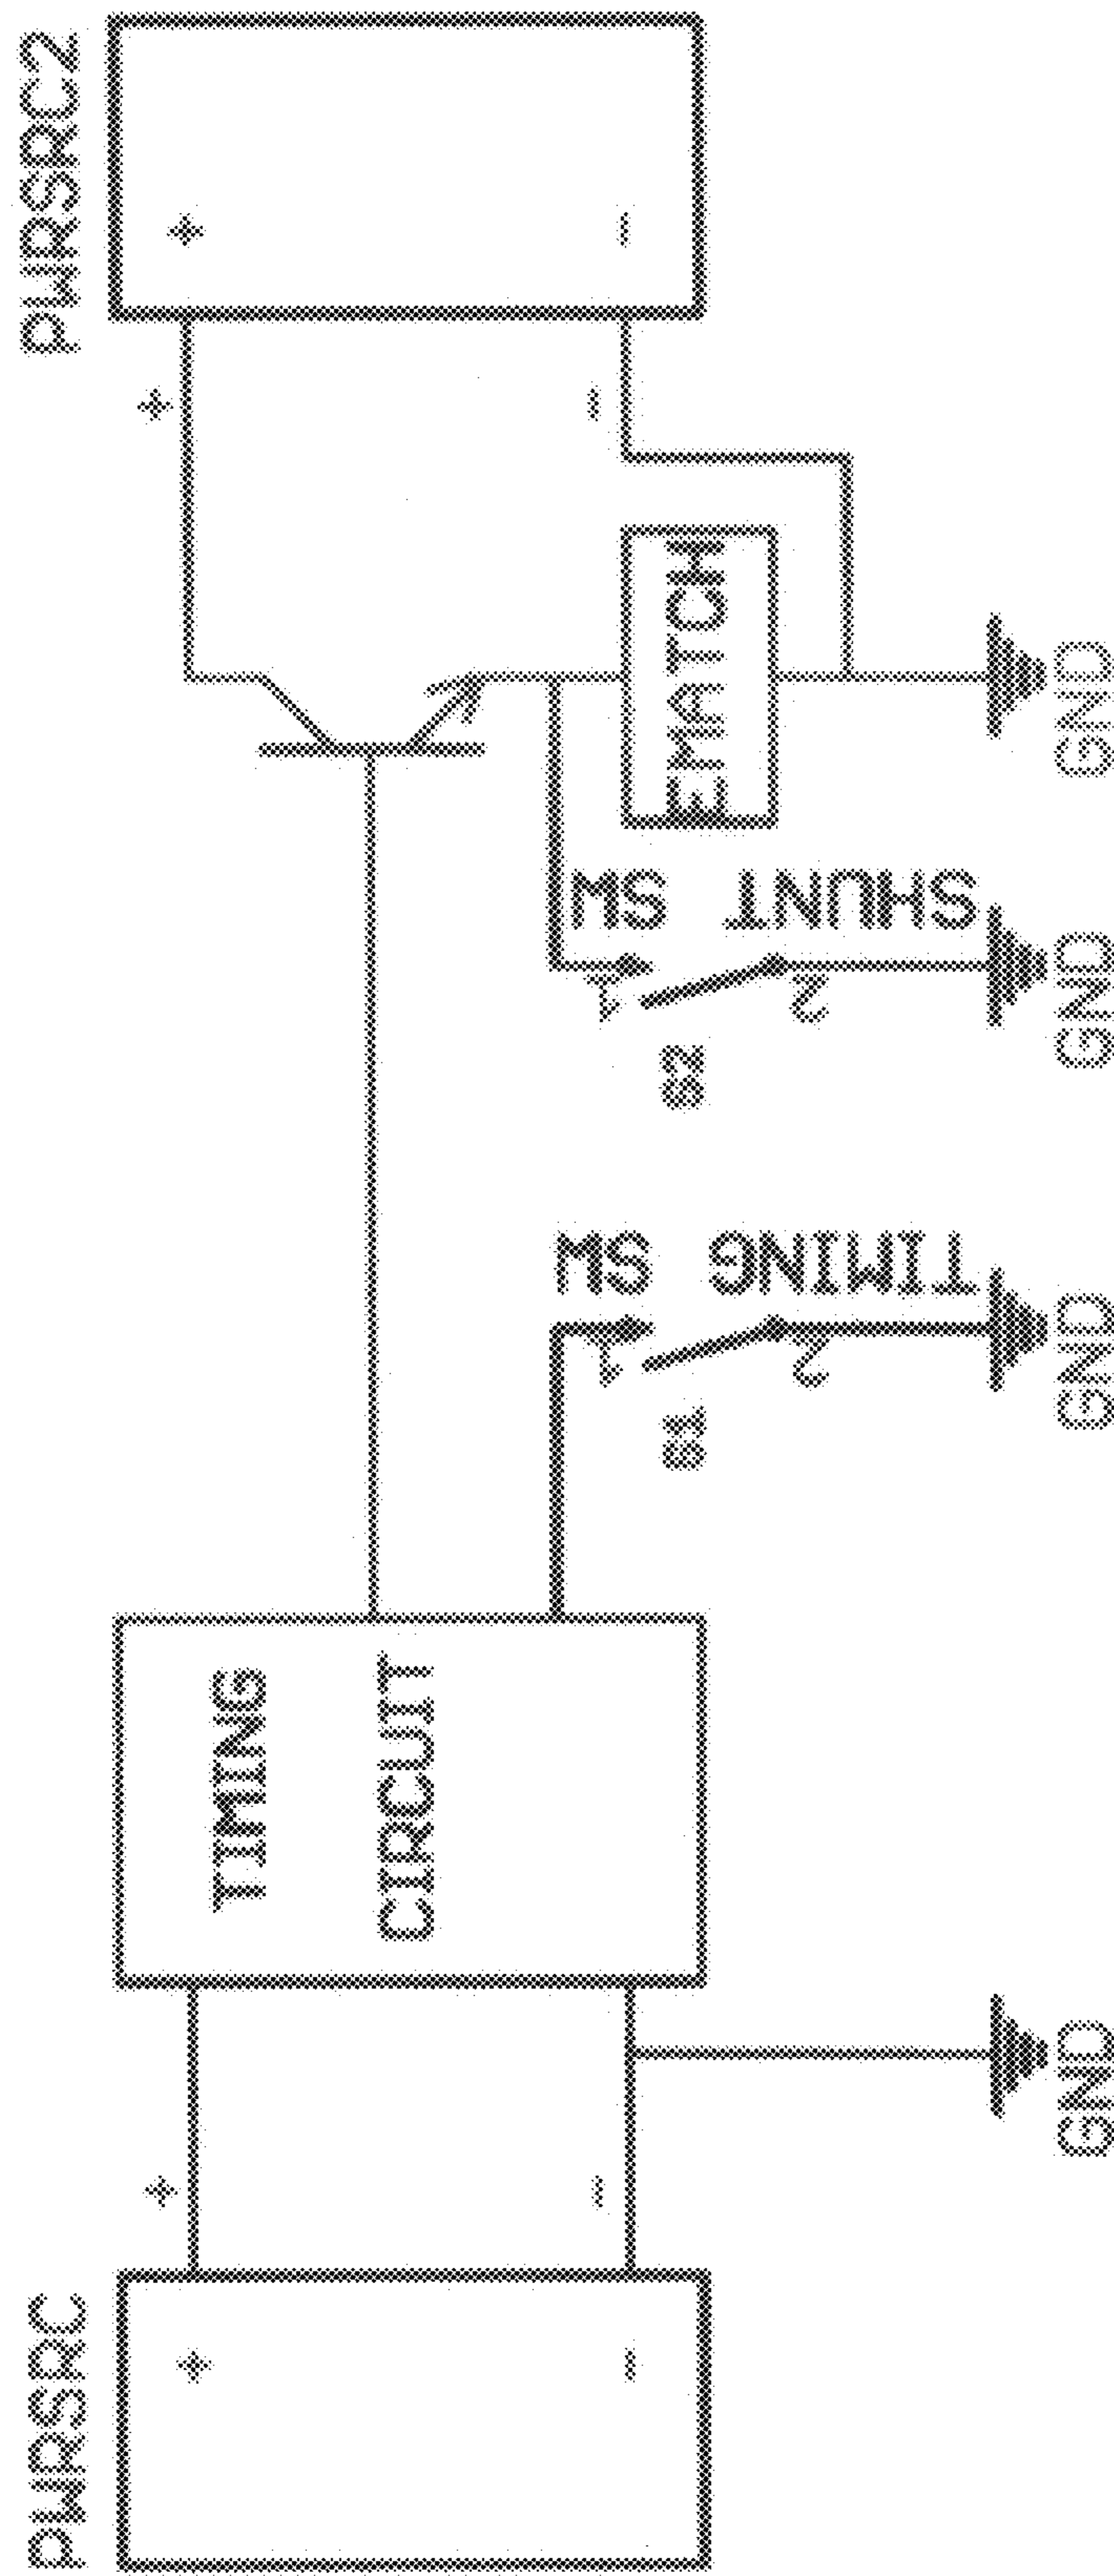 PWRSRC
+
-
+
-
TIMING
CIRCUIT
GND
S1
1
2
TIMING SW
GND
S2
1
2
SHUNT SW
GND
EMATCH
GND
PWRSRC2
+
-
+
-